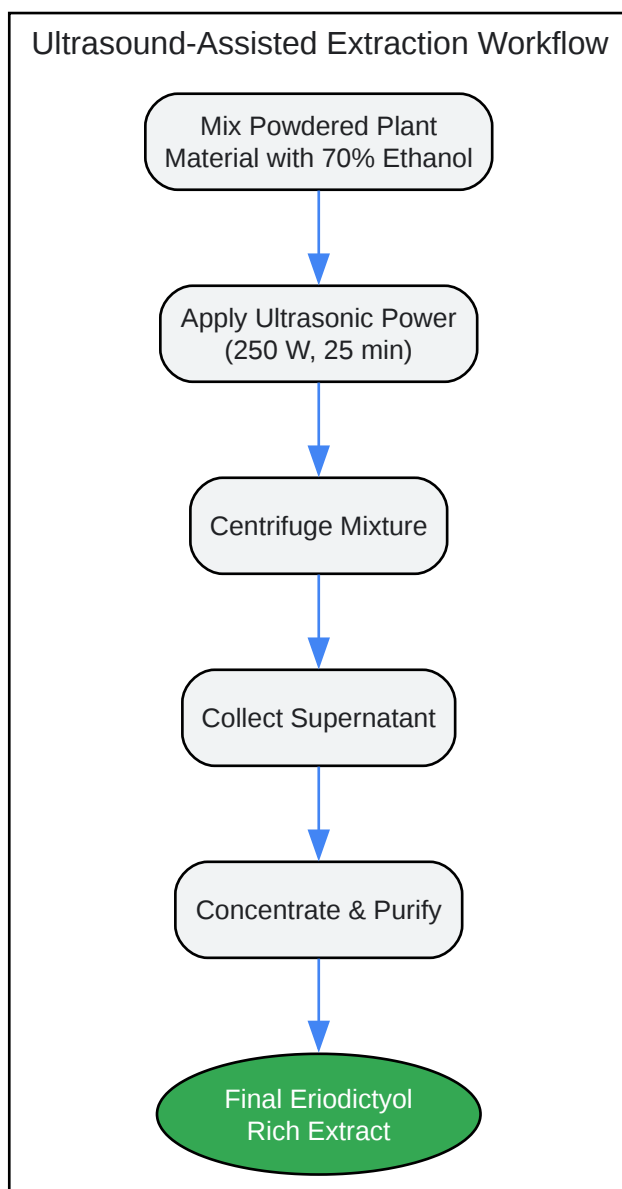 Ultrasound-Assisted Extraction Workflow
Mix Powdered Plant
Material with 70% Ethanol
Apply Ultrasonic Power
(250 W, 25 min)
Centrifuge Mixture
Collect Supernatant
Concentrate & Purify
Final Eriodictyol
Rich Extract